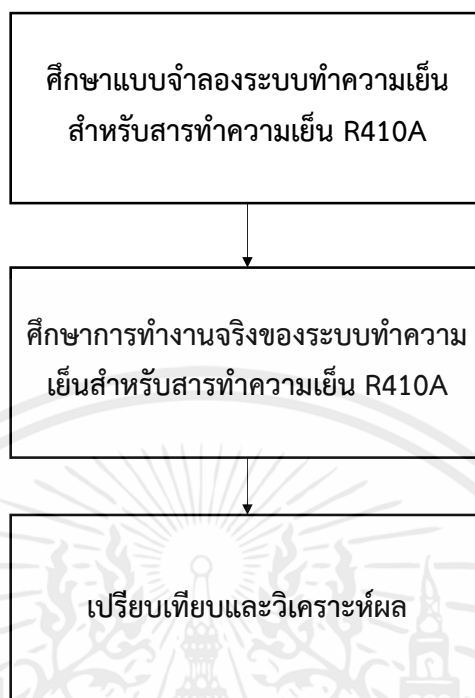 ศึกษาแบบจำลองระบบทำความเย็น
สำหรับสารทำความเย็น R410A
ศึกษาการทำงานจริงของระบบทำความ
เย็นสำหรับสารทำความเย็น R410A
เปรียบเทียบและวิเคราะห์ผล